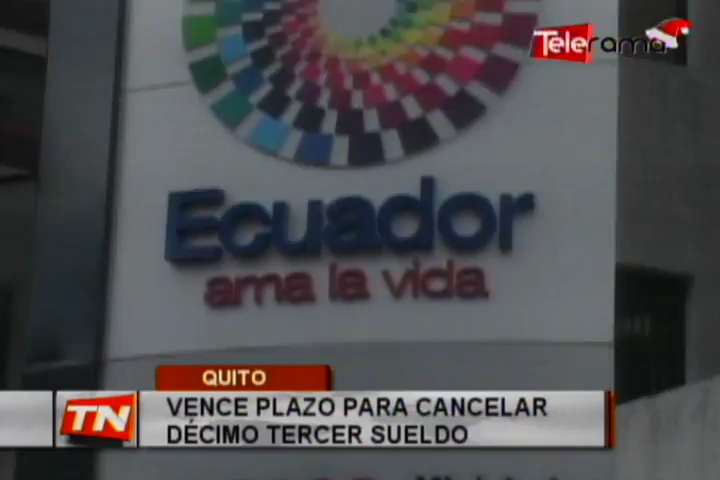 Telerama
Ecuador
ama la vida
QUITO
TN
VENCE PLAZO PARA CANCELAR
DÉCIMO TERCER SUELDO